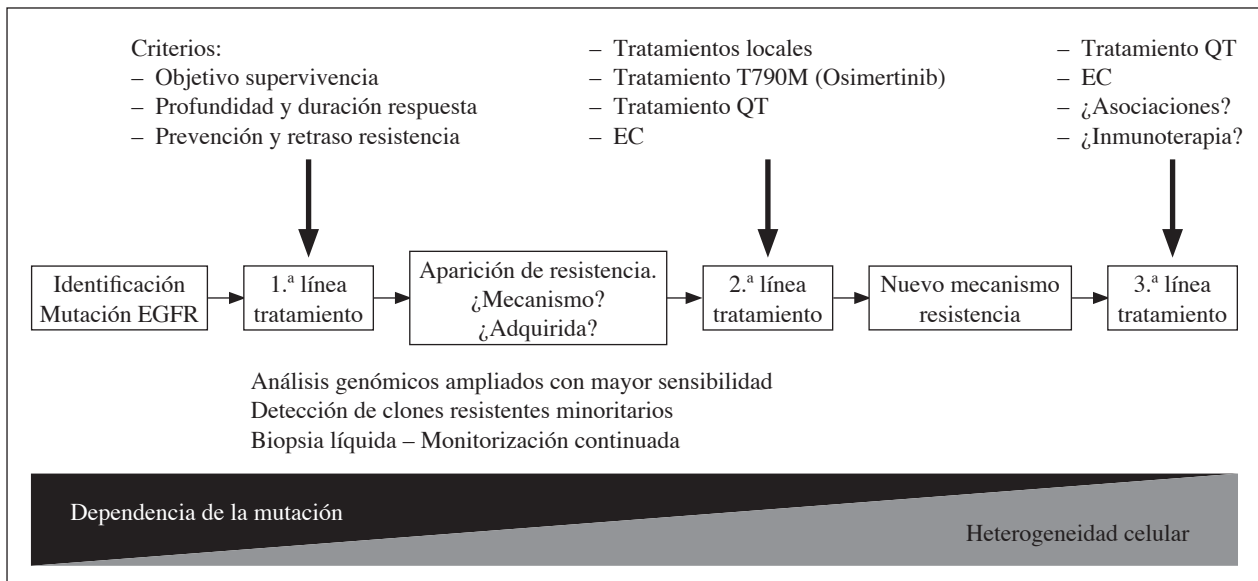 Criterios:
– Objetivo supervivencia
– Profundidad y duración respuesta
– Prevención y retraso resistencia
– Tratamientos locales
– Tratamiento T790M (Osimertinib)
– Tratamiento QT
– EC
– Tratamiento QT
– EC
– ¿Asociaciones?
– ¿Inmunoterapia?
Identificación
Mutación EGFR
1.ª línea
tratamiento
Aparición de resistencia.
¿Mecanismo?
¿Adquirida?
2.ª línea
tratamiento
Nuevo mecanismo
resistencia
3.ª línea
tratamiento
Análisis genómicos ampliados con mayor sensibilidad
Detección de clones resistentes minoritarios
Biopsia líquida – Monitorización continuada
Dependencia de la mutación
Heterogeneidad celular